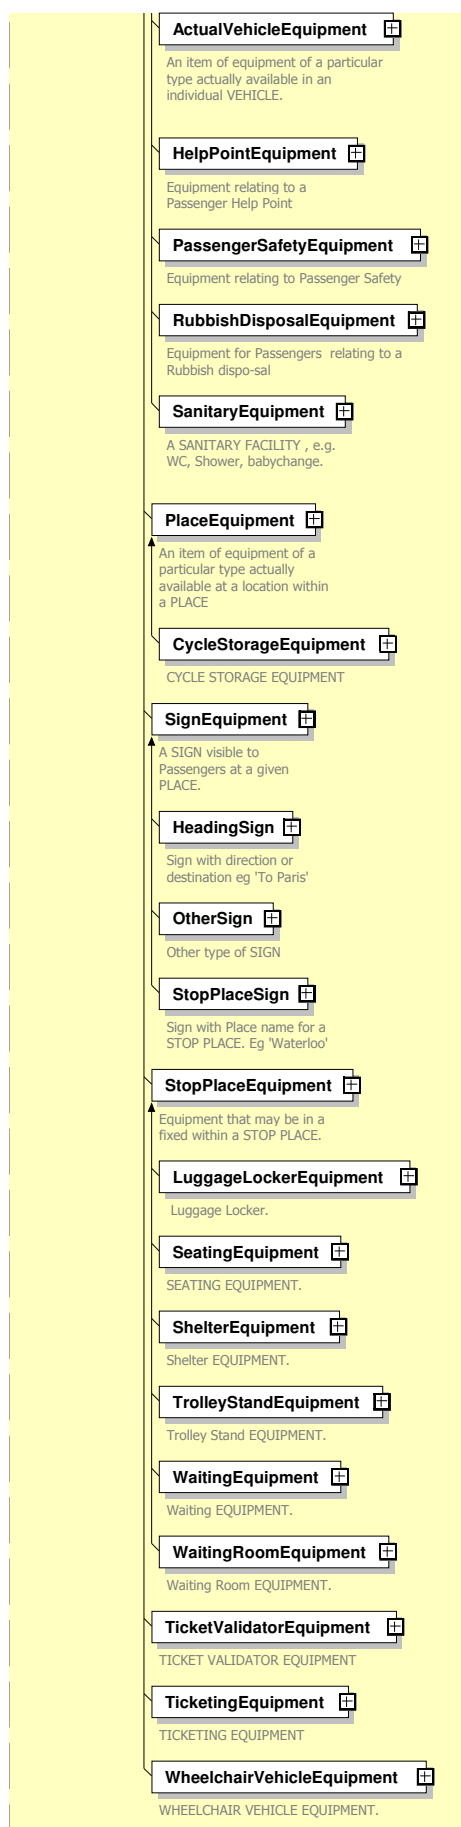 ActualVehicleEquipment
An item of equipment of a particular
type actually available in an
individual VEHICLE.
HelpPointEquipment
Equipment relating to a
Passenger Help Point
PassengerSafetyEquipment
Equipment relating to Passenger Safety
RubbishDisposalEquipment
Equipment for Passengers  relating to a
Rubbish dispo-sal
SanitaryEquipment
A SANITARY FACILITY , e.g.
WC, Shower, babychange.
PlaceEquipment
An item of equipment of a
particular type actually
available at a location within
a PLACE
CycleStorageEquipment
CYCLE STORAGE EQUIPMENT
SignEquipment
A SIGN visible to
Passengers at a given
PLACE.
HeadingSign
Sign with direction or
destination eg 'To Paris'
OtherSign
Other type of SIGN
StopPlaceSign
Sign with Place name for a
STOP PLACE. Eg 'Waterloo'
StopPlaceEquipment
Equipment that may be in a
fixed within a STOP PLACE.
LuggageLockerEquipment
Luggage Locker.
SeatingEquipment
SEATING EQUIPMENT.
ShelterEquipment
Shelter EQUIPMENT.
TrolleyStandEquipment
Trolley Stand EQUIPMENT.
WaitingEquipment
Waiting EQUIPMENT.
WaitingRoomEquipment
Waiting Room EQUIPMENT.
TicketValidatorEquipment
TICKET VALIDATOR EQUIPMENT
TicketingEquipment
TICKETING EQUIPMENT
WheelchairVehicleEquipment
WHEELCHAIR VEHICLE EQUIPMENT.